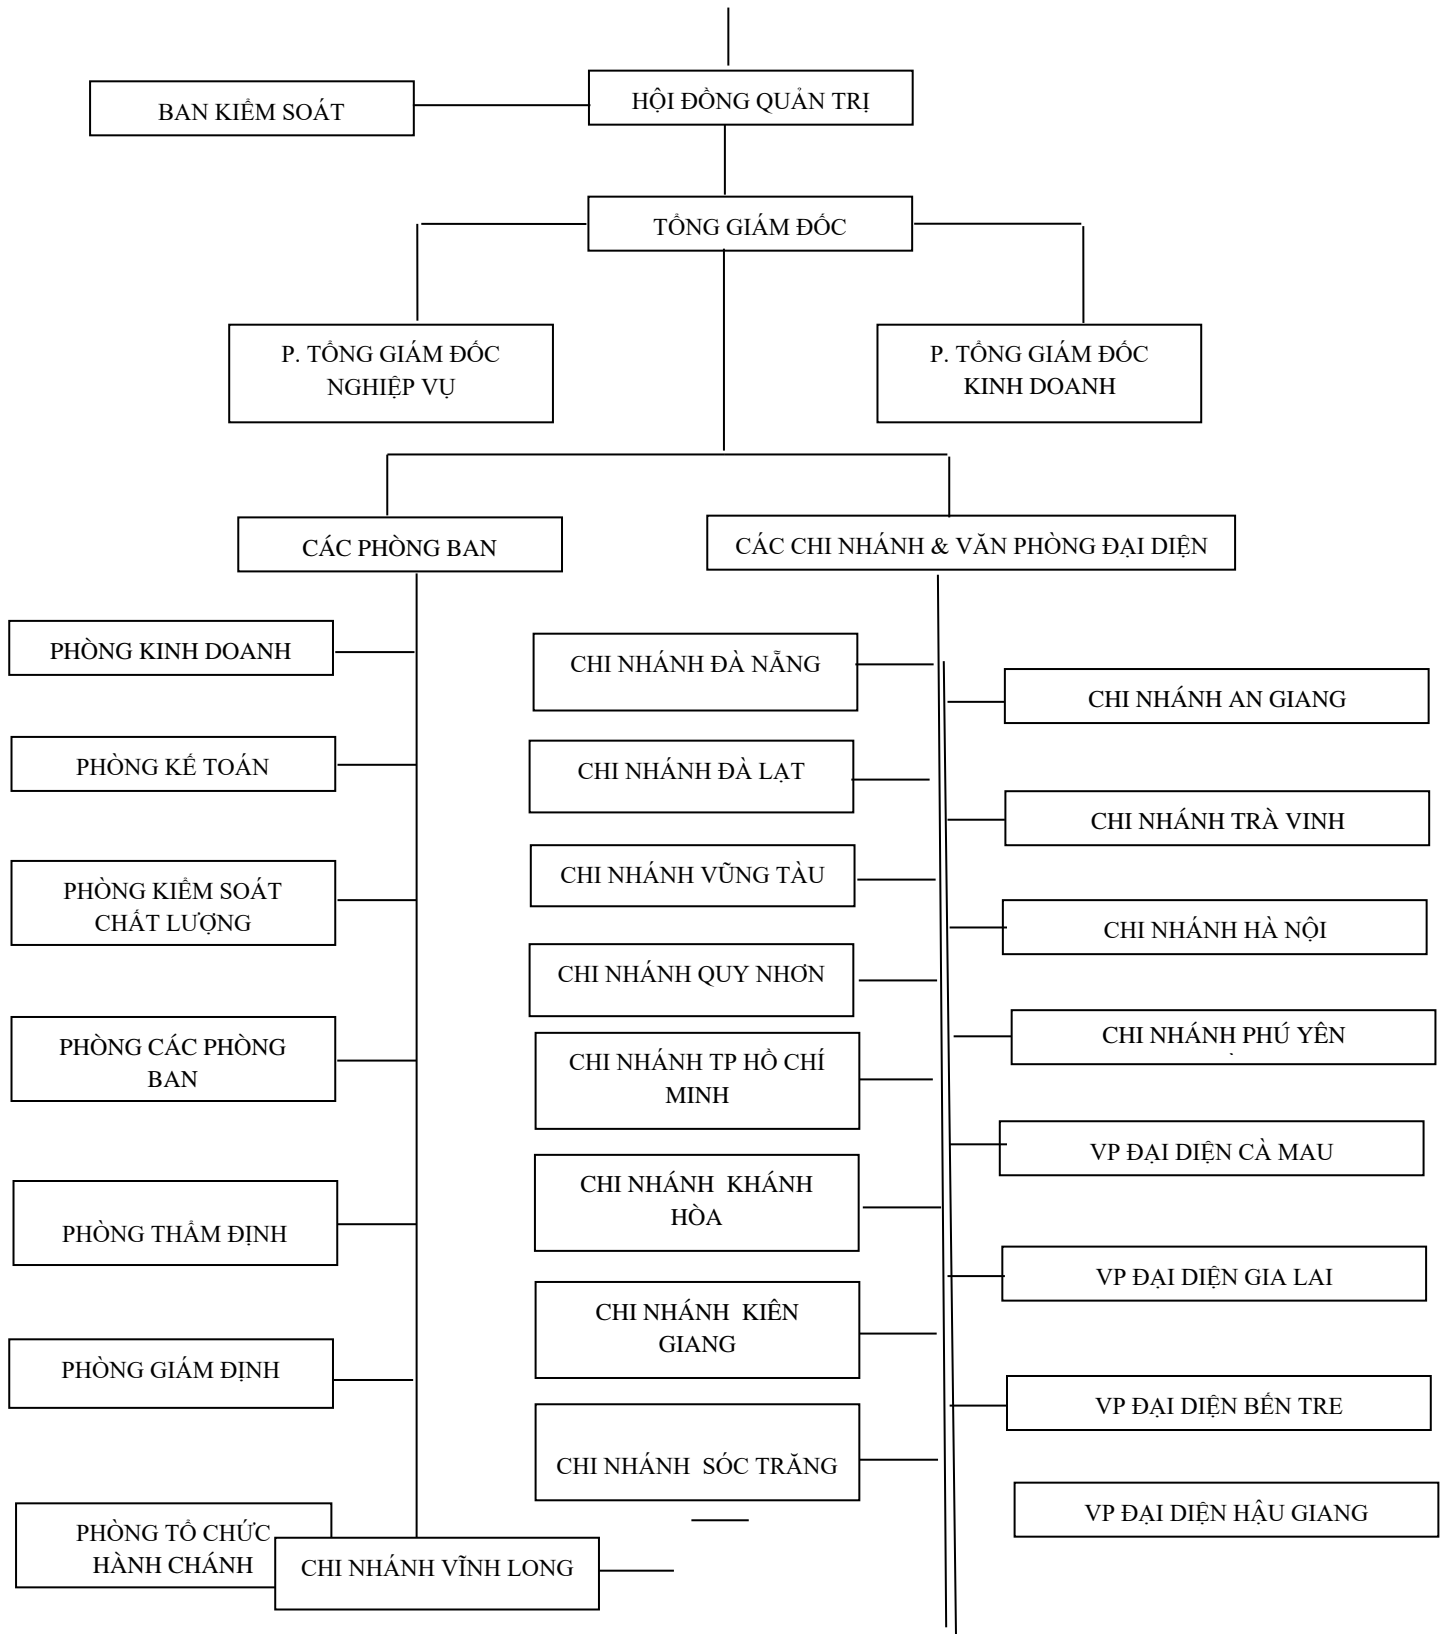 BAN KIỂM SOÁT
HỘI ĐỒNG QUẢN TRỊ
TỔNG GIÁM ĐỐC
P. TỔNG GIÁM ĐỐC
NGHIỆP VỤ
P. TỔNG GIÁM ĐỐC
KINH DOANH
CÁC PHÒNG BAN
CÁC CHI NHÁNH & VĂN PHÒNG ĐẠI DIỆN
PHÒNG KINH DOANH
PHÒNG KẾ TOÁN
PHÒNG KIỂM SOÁT
CHẤT LƯỢNG
PHÒNG CÁC PHÒNG
BAN
PHÒNG THẨM ĐỊNH
PHÒNG GIÁM ĐỊNH
PHÒNG TỔ CHỨC
HÀNH CHÁNH
CHI NHÁNH ĐÀ NẴNG
CHI NHÁNH ĐÀ LẠT
CHI NHÁNH VŨNG TÀU
CHI NHÁNH QUY NHƠN
CHI NHÁNH TP HỒ CHÍ
MINH
CHI NHÁNH  KHÁNH
HÒA
CHI NHÁNH  KIÊN
GIANG
CHI NHÁNH  SÓC TRĂNG
CHI NHÁNH VĨNH LONG
CHI NHÁNH AN GIANG
CHI NHÁNH TRÀ VINH
CHI NHÁNH HÀ NỘI
CHI NHÁNH PHÚ YÊN
VP ĐẠI DIỆN CÀ MAU
VP ĐẠI DIỆN GIA LAI
VP ĐẠI DIỆN BẾN TRE
VP ĐẠI DIỆN HẬU GIANG